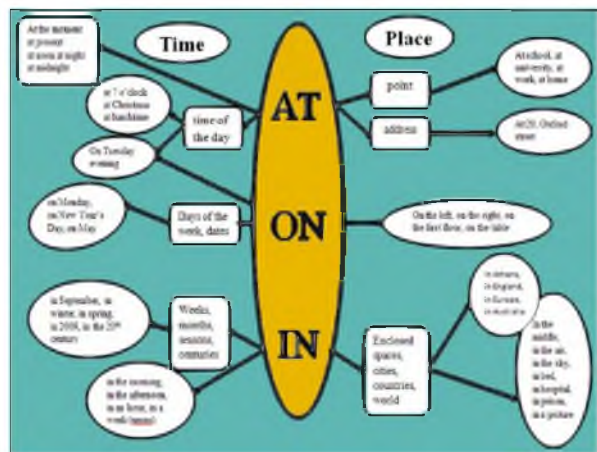 At the moment
at present
at noon at night
at midnight
Time
Place
at 7 o'clock
at Christmas
at lunchtime
time of
the day
On Tuesday
evening
AT
point
At school, at
university, at
work, at home
address
At 20, Oxford
street
on Monday,
on New Year's
Day, on May
Days of the
week, dates
ON
On the left, on the right, on
the first floor, on the table
in September, in
winter, in spring,
in 2009, in the 20th
century
Weeks,
months,
seasons,
centuries
in the morning,
in the afternoon,
in an hour, in a
week
IN
Enclosed
spaces,
cities,
countries,
world
in England,
in Europe,
in Australia
in the
middle,
in the air,
in the sky,
in bed,
in hospital,
in prison,
in a picture